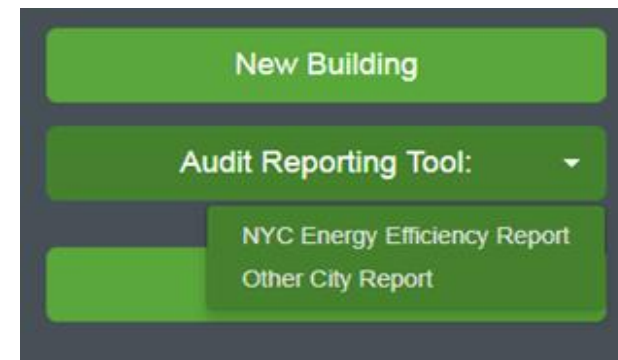 New Building
Audit Reporting Tool:
NYC Energy Efficiency Report
Other City Report